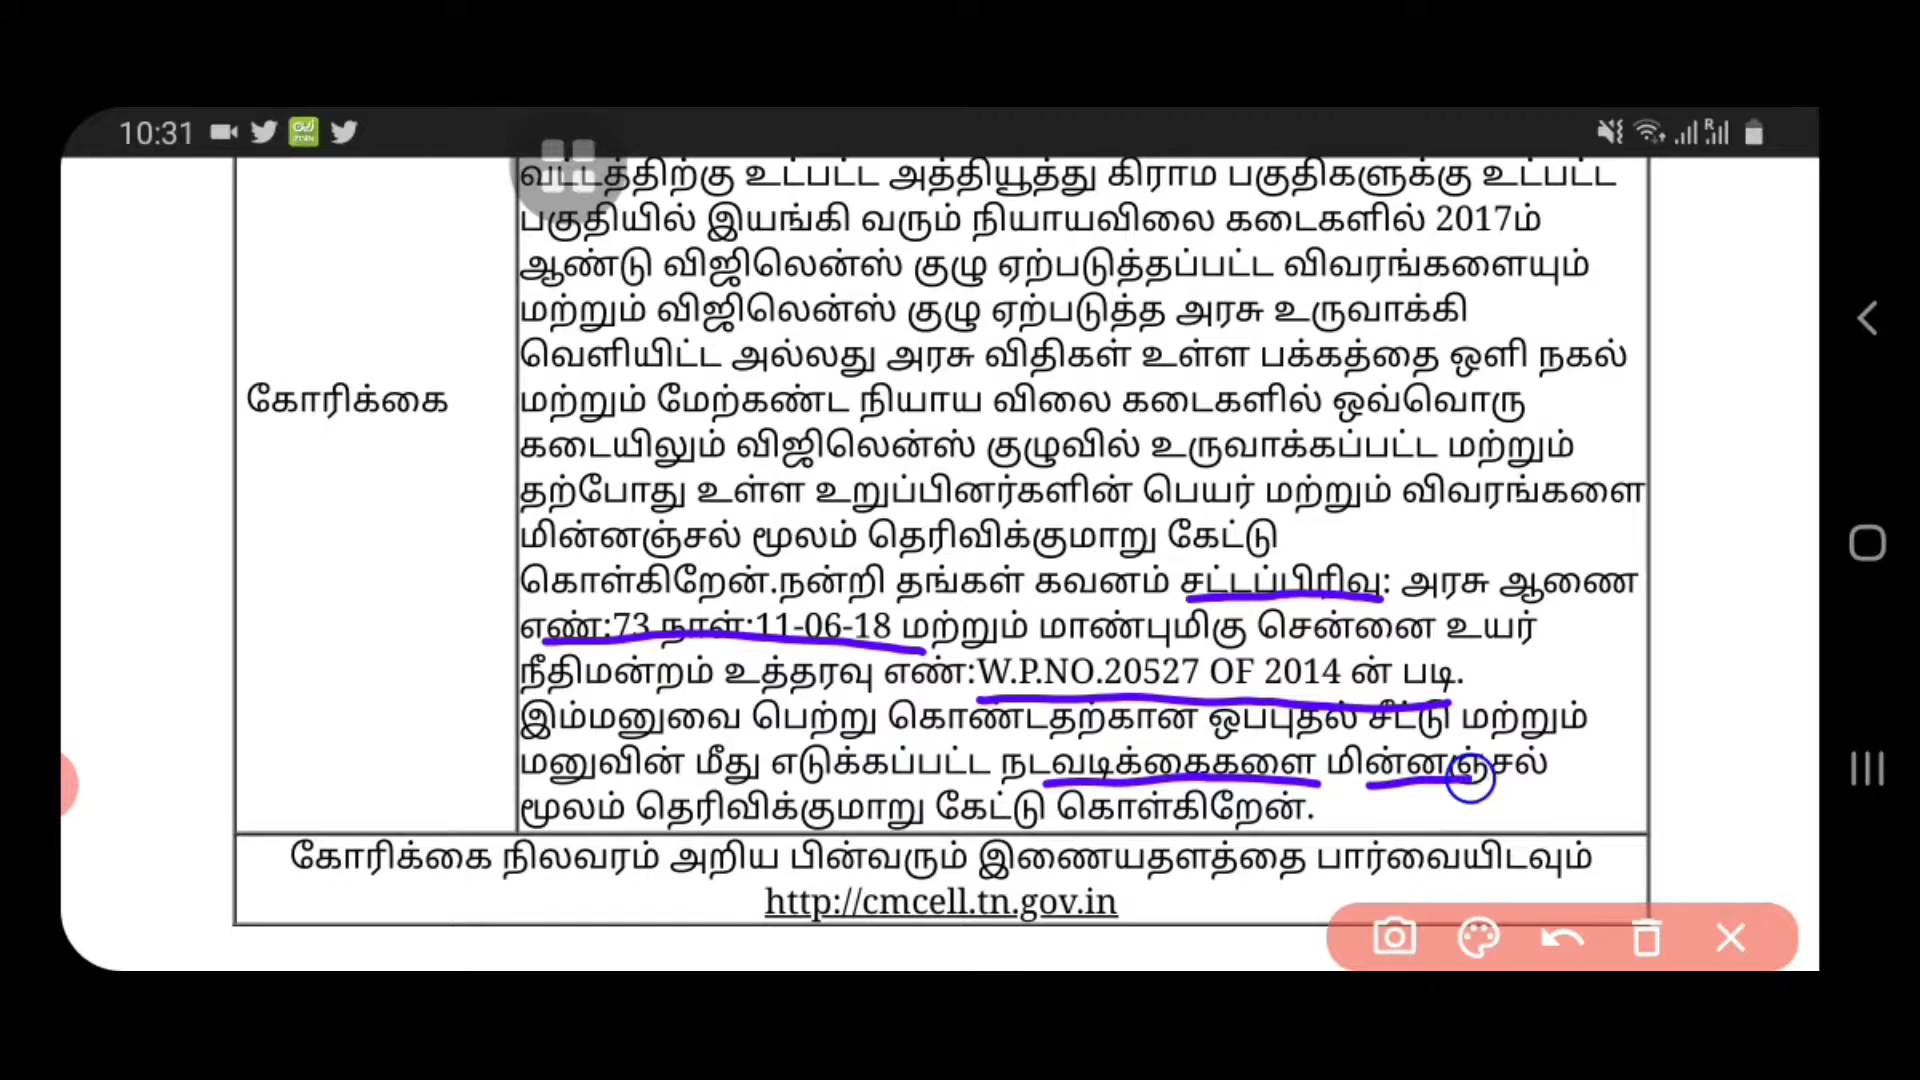 10:31
வட்டத்திற்கு உட்பட்ட அத்தியூத்து கிராம பகுதிகளுக்கு உட்பட்ட
பகுதியில் இயங்கி வரும் நியாயவிலை கடைகளில் 2017ம்
ஆண்டு விஜிலென்ஸ் குழு ஏற்படுத்தப்பட்ட விவரங்களையும்
மற்றும் விஜிலென்ஸ் குழு ஏற்படுத்த அரசு உருவாக்கி
வெளியிட்ட அல்லது அரசு விதிகள் உள்ள பக்கத்தை ஒளி நகல்
கோரிக்கை
மற்றும் மேற்கண்ட நியாய விலை கடைகளில் ஒவ்வொரு
கடையிலும் விஜிலென்ஸ் குழுவில் உருவாக்கப்பட்ட மற்றும்
தற்போது உள்ள உறுப்பினர்களின் பெயர் மற்றும் விவரங்களை
மின்னஞ்சல் மூலம் தெரிவிக்குமாறு கேட்டு
கொள்கிறேன்.நன்றி தங்கள் கவனம் சட்டப்பிரிவு: அரசு ஆணை
எண்:73 நாள்:11-06-18 மற்றும் மாண்புமிகு சென்னை உயர்
நீதிமன்றம் உத்தரவு எண்:W.P.NO.20527 OF 2014 ன் படி.
இம்மனுவை பெற்று கொண்டதற்கான ஒப்புதல் சீட்டு மற்றும்
மனுவின் மீது எடுக்கப்பட்ட நடவடிக்கைகளை மின்னஞ்சல்
மூலம் தெரிவிக்குமாறு கேட்டு கொள்கிறேன்.
கோரிக்கை நிலவரம் அறிய பின்வரும் இணையதளத்தை பார்வையிடவும்
http://cmcell.tn.gov.in